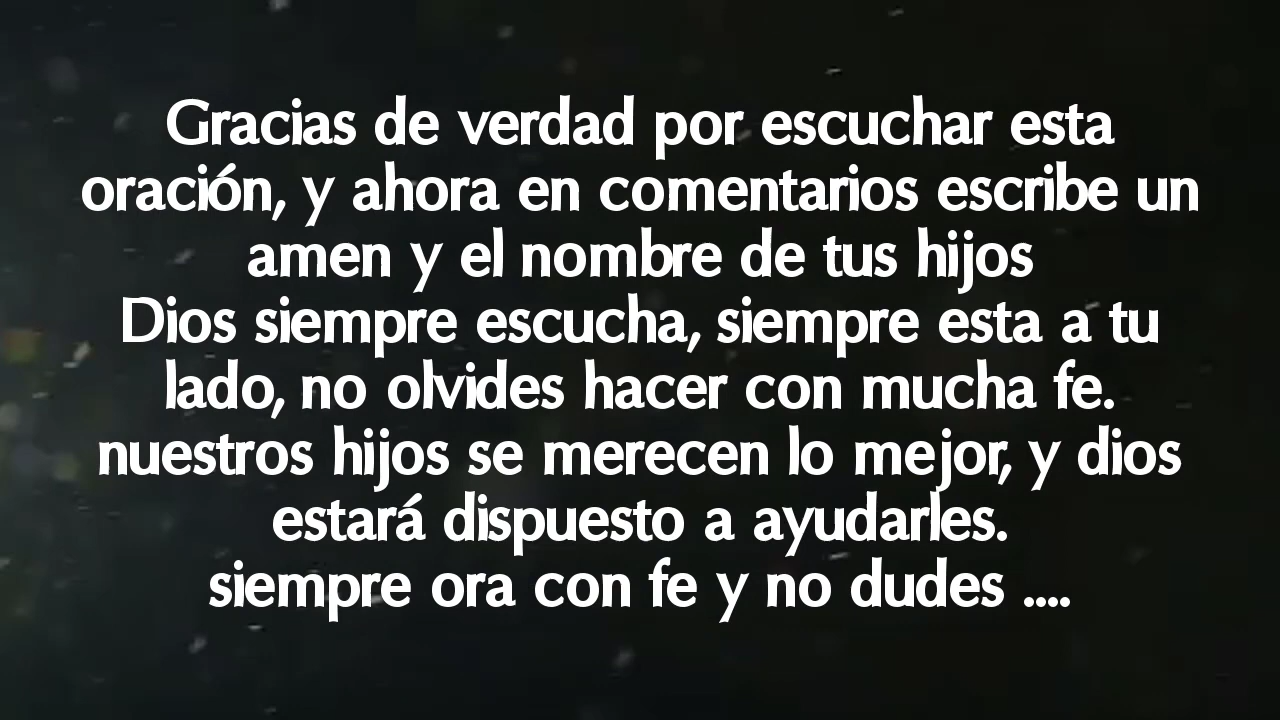 Gracias de verdad por escuchar esta
oración, y ahora en comentarios escribe un
amen y el nombre de tus hijos
Dios siempre escucha, siempre esta a tu
lado, no olvides hacer con mucha fe.
nuestros hijos se merecen lo mejor, y dios
estará dispuesto a ayudarles.
siempre ora con fe y no dudes ....